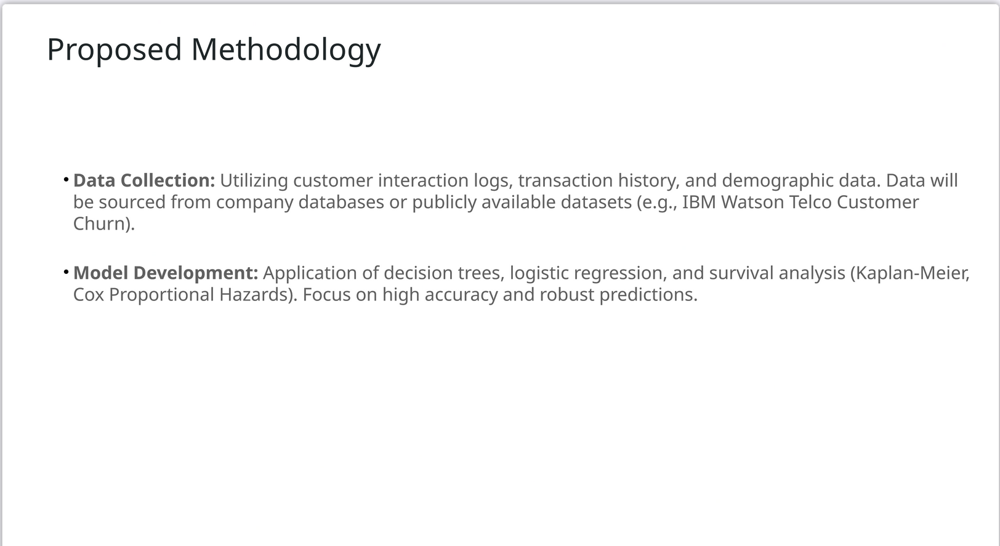 Proposed Methodology
• Data Collection: Utilizing customer interaction logs, transaction history, and demographic data. Data will
be sourced from company databases or publicly available datasets (e.g., IBM Watson Telco Customer
Churn).
• Model Development: Application of decision trees, logistic regression, and survival analysis (Kaplan-Meier,
Cox Proportional Hazards). Focus on high accuracy and robust predictions.